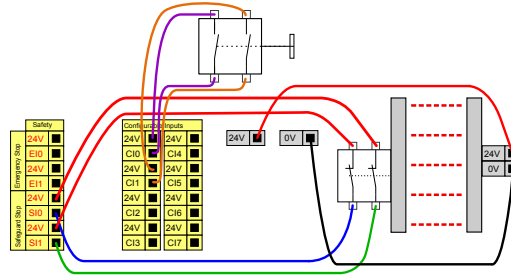 Safety
Emergency Stop
24V
EI0
24V
EI1
Safeguard Stop
24V
SI0
24V
SI1
Configurable Inputs
24V 24V
CI0 CI4
24V 24V
CI1 CI5
24V 24V
CI2 CI6
24V 24V
CI3 CI7
24V
0V
24V
0V